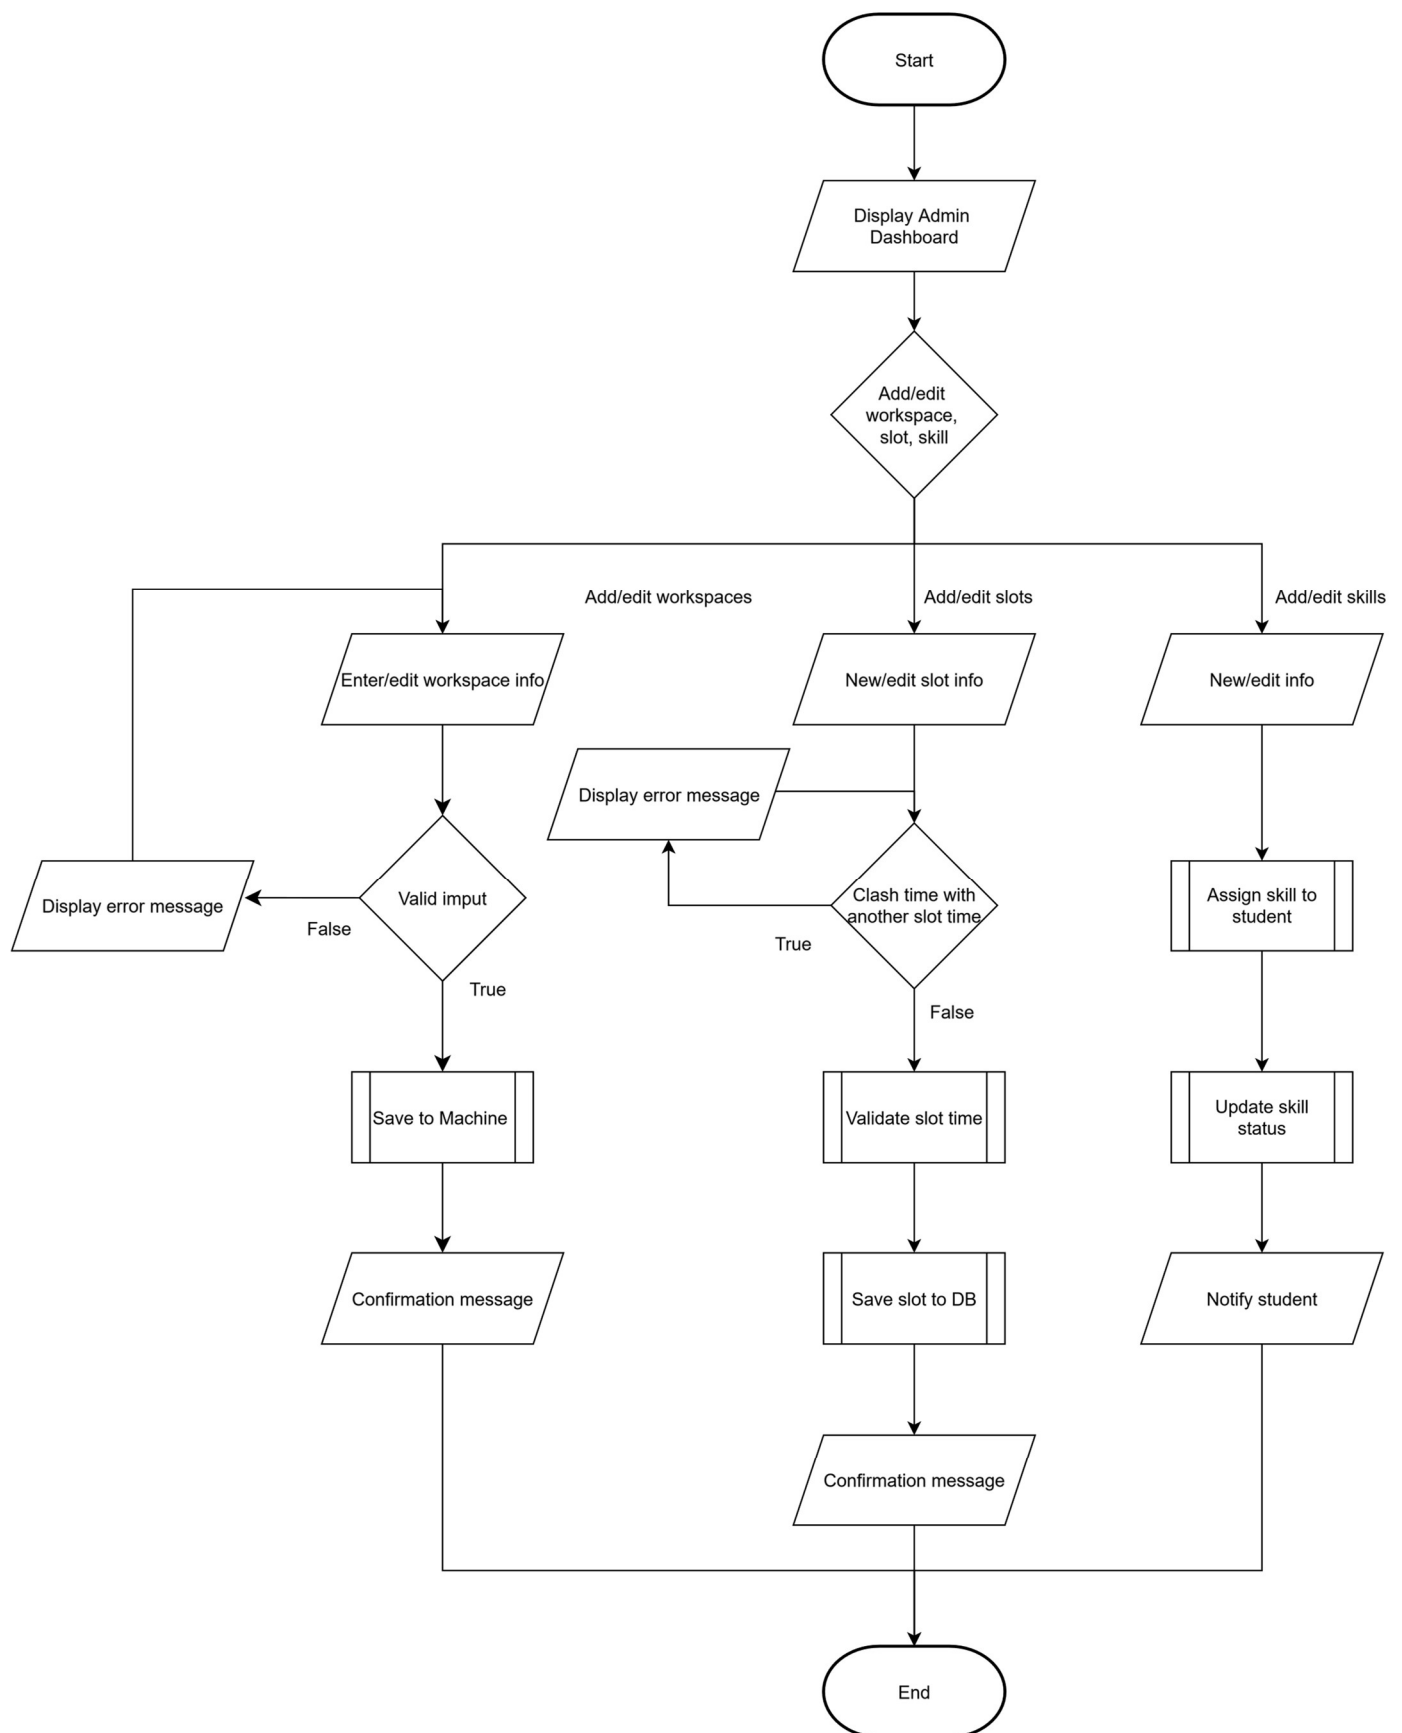 Start
Display Admin
Dashboard
Add/edit
workspace,
slot, skill
Add/edit workspaces
Add/edit slots
Add/edit skills
Enter/edit workspace info
New/edit slot info
New/edit info
Display error message
Display error message
Valid imput
Clash time with
another slot time
Assign skill to
student
False
True
True
False
Save to Machine
Validate slot time
Update skill
status
Confirmation message
Save slot to DB
Notify student
Confirmation message
End